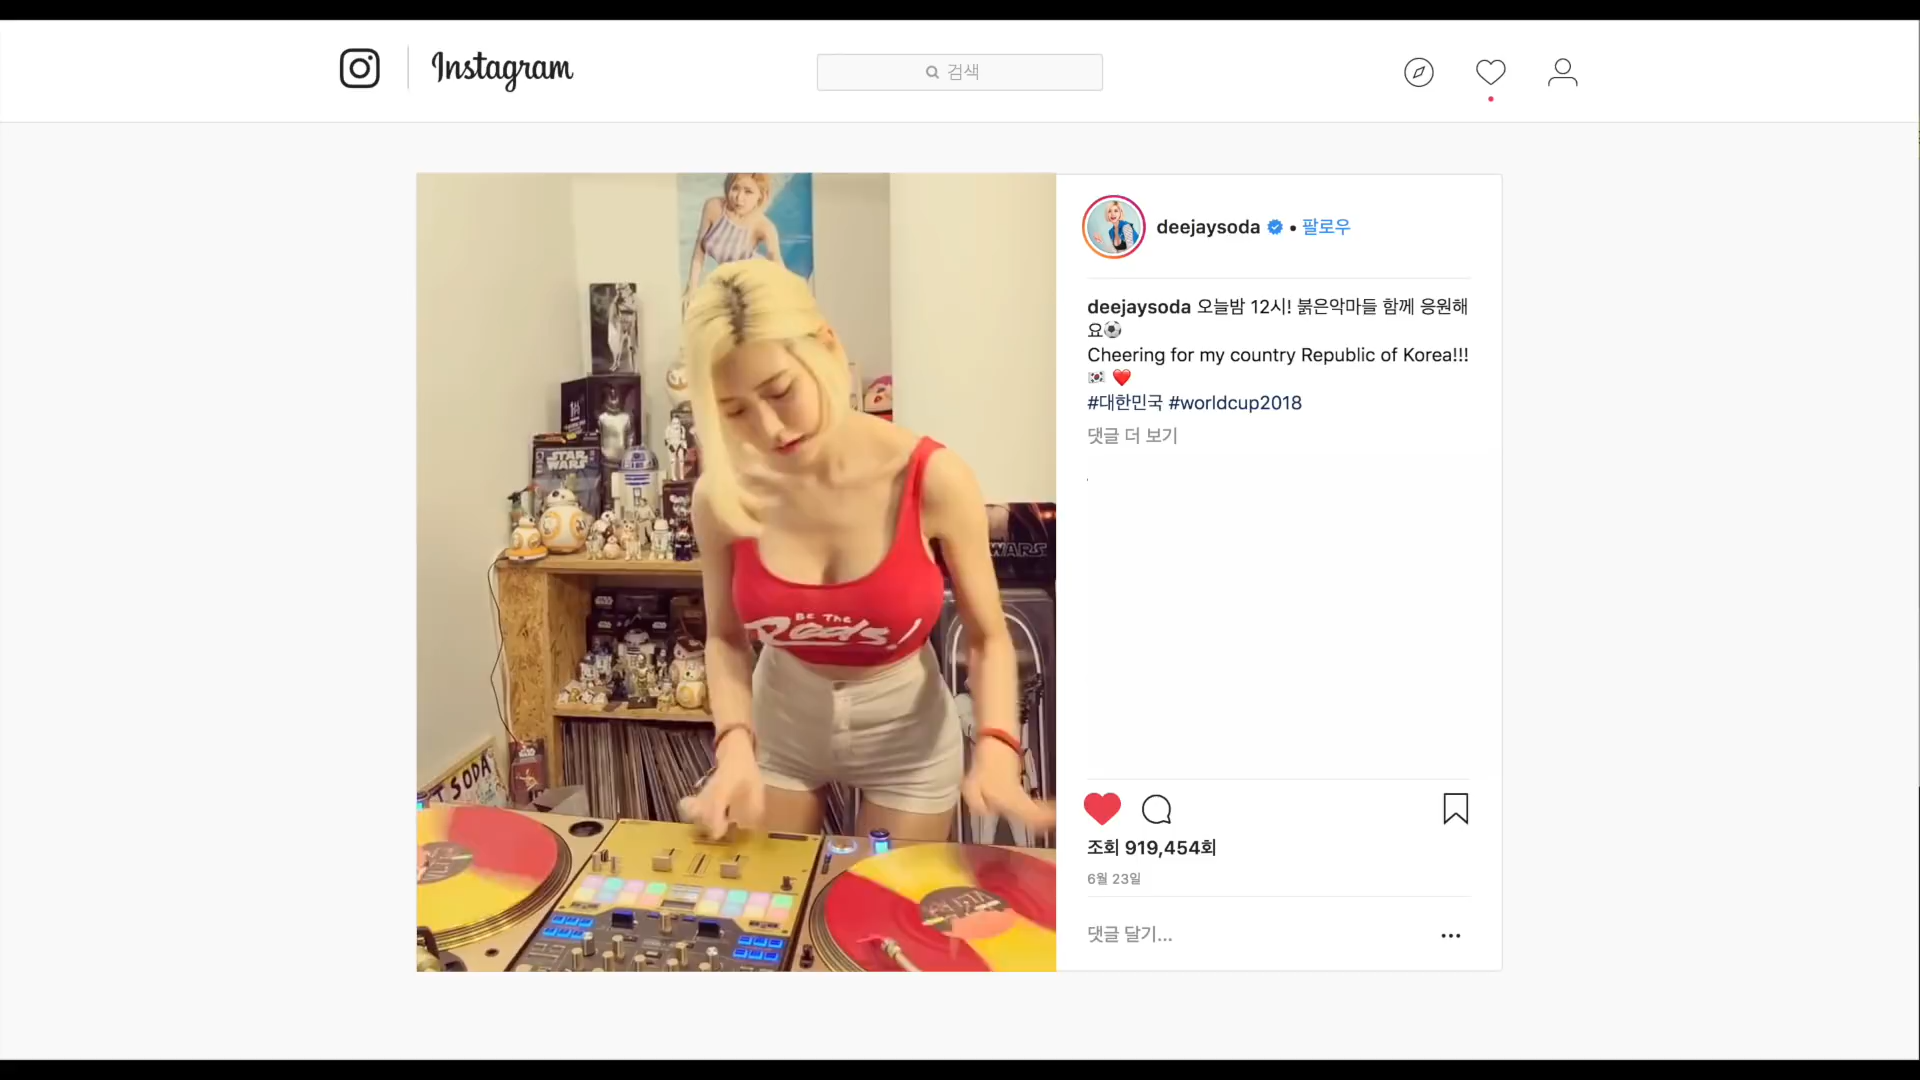 Instagram
검색
deejaysoda • 팔로우
deejaysoda 오늘밤 12시! 붉은악마들 함께 응원해
요⚽
Cheering for my country Republic of Korea!!!
🇰🇷 ❤️
#대한민국 #worldcup2018
댓글 더 보기
조회 919,454회
6월 23일
댓글 달기...
STAR
WARS
WARS
BE THE
Reds!
T SODA